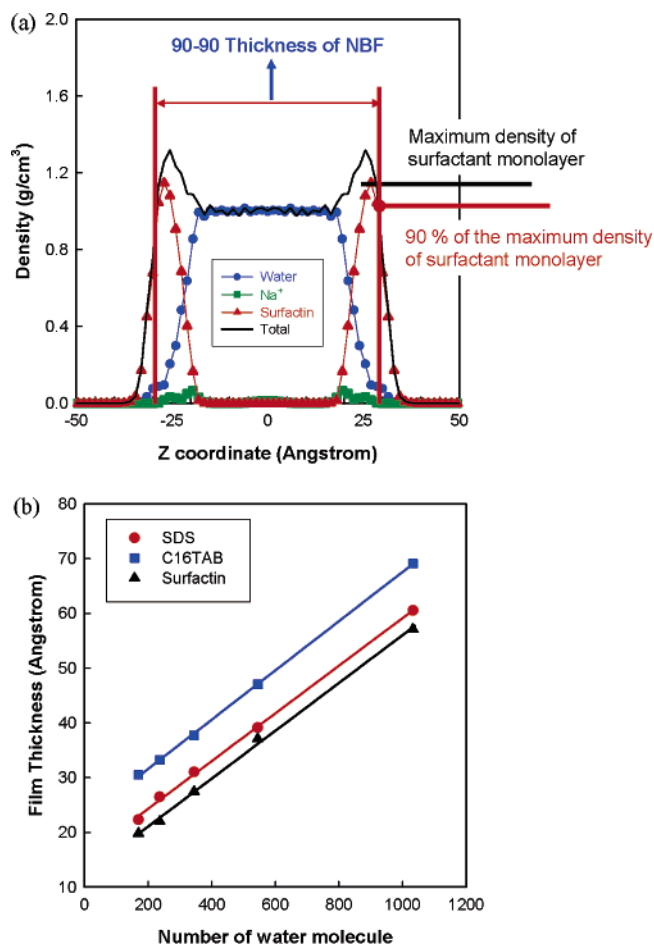 (a)
2.0
1.6
1.2
0.8
0.4
0.0
Density (g/cm³)
90-90 Thickness of NBF
Maximum density of
surfactant monolayer
90 % of the maximum density
of surfactant monolayer
Water
Na⁺
Surfactin
Total
-50 -25 0 25 50
Z coordinate (Angstrom)
(b)
80
70
60
50
40
30
20
10
Film Thickness (Angstrom)
SDS
C16TAB
Surfactin
0 200 400 600 800 1000 1200
Number of water molecule